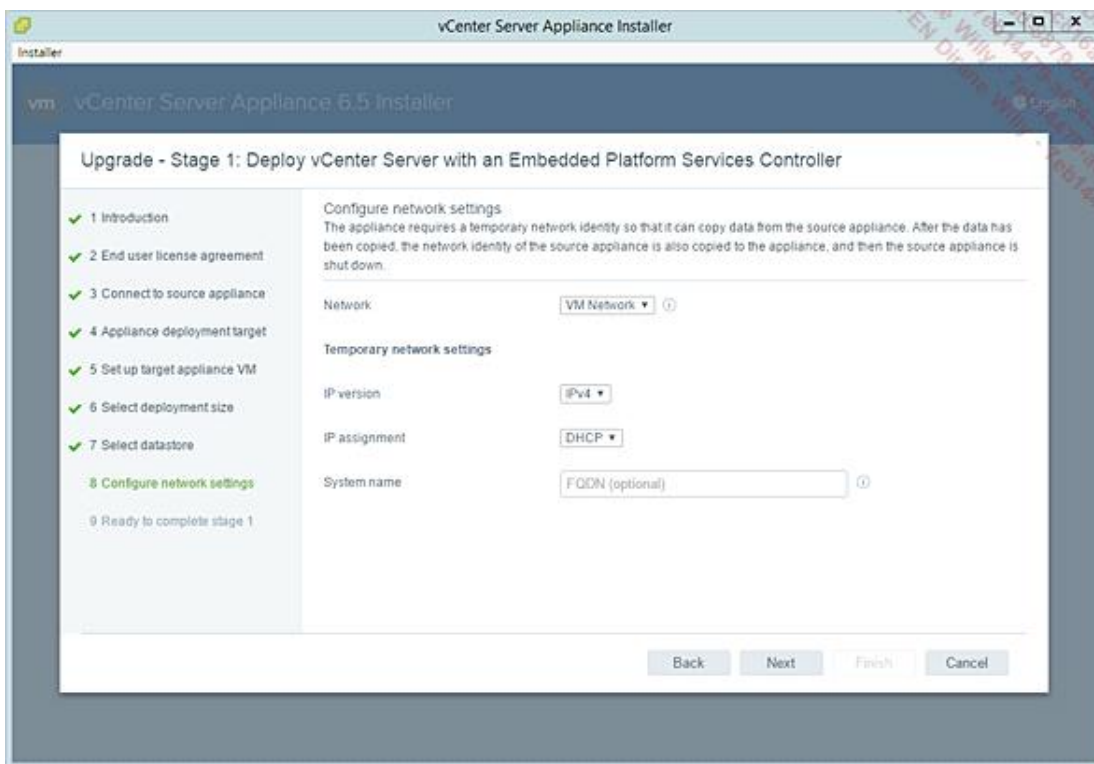 vCenter Server Appliance Installer
Installer
vm vCenter Server Appliance 6.5 Installer
English
Upgrade - Stage 1: Deploy vCenter Server with an Embedded Platform Services Controller
1 Introduction
2 End user license agreement
3 Connect to source appliance
4 Appliance deployment target
5 Set up target appliance VM
6 Select deployment size
7 Select datastore
8 Configure network settings
9 Ready to complete stage 1
Configure network settings
The appliance requires a temporary network identity so that it can copy data from the source appliance. After the data has
been copied, the network identity of the source appliance is also copied to the appliance, and then the source appliance is
shut down.
Network
VM Network
Temporary network settings
IP version
IPv4
IP assignment
DHCP
System name
FQDN (optional)
Back
Next
Finish
Cancel